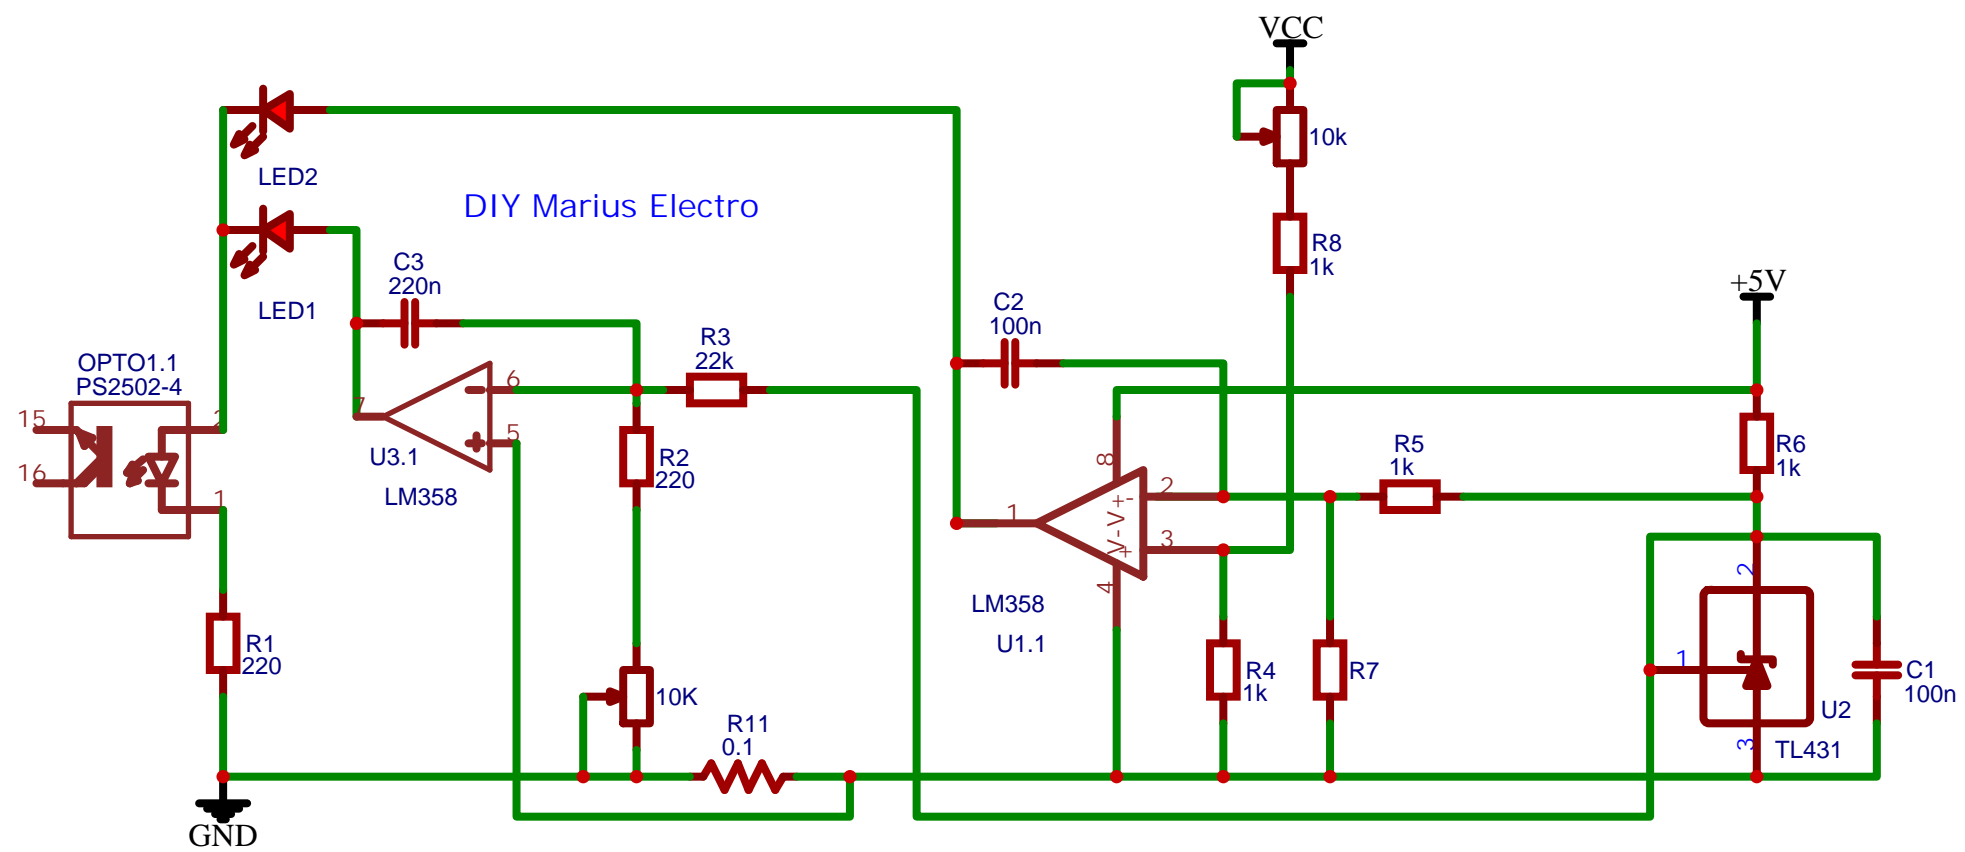 VCC
10k
LED2
DIY Marius Electro
R8
1k
C3
220n
+5V
LED1
C2
100n
R3
22k
OPTO1.1
PS2502-4
15
2
16
1
7
6
5
U3.1
LM358
R2
220
R5
1k
R6
1k
8
2
1
V+
-
V-
+
3
4
LM358
U1.1
2
R1
220
10K
R4
1k
R7
1
C1
100n
U2
3
TL431
R11
0.1
GND